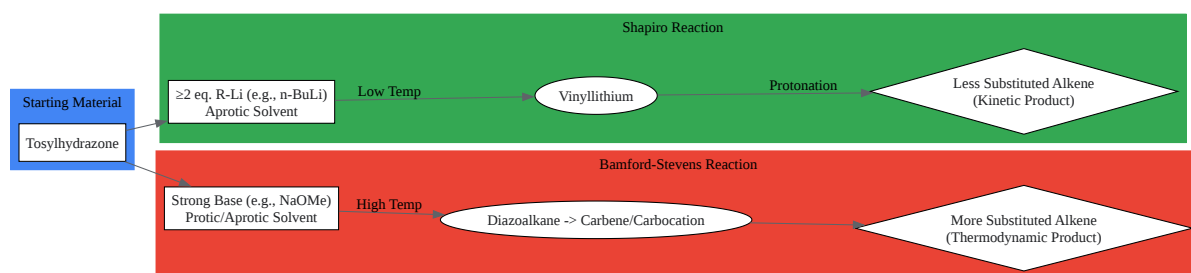 Shapiro Reaction
Starting Material
Tosylhydrazone
≥2 eq. R-Li (e.g., n-BuLi)
Aprotic Solvent
Low Temp
Vinyllithium
Protonation
Less Substituted Alkene
(Kinetic Product)
Bamford-Stevens Reaction
Strong Base (e.g., NaOMe)
Protic/Aprotic Solvent
High Temp
Diazoalkane -> Carbene/Carbocation
More Substituted Alkene
(Thermodynamic Product)